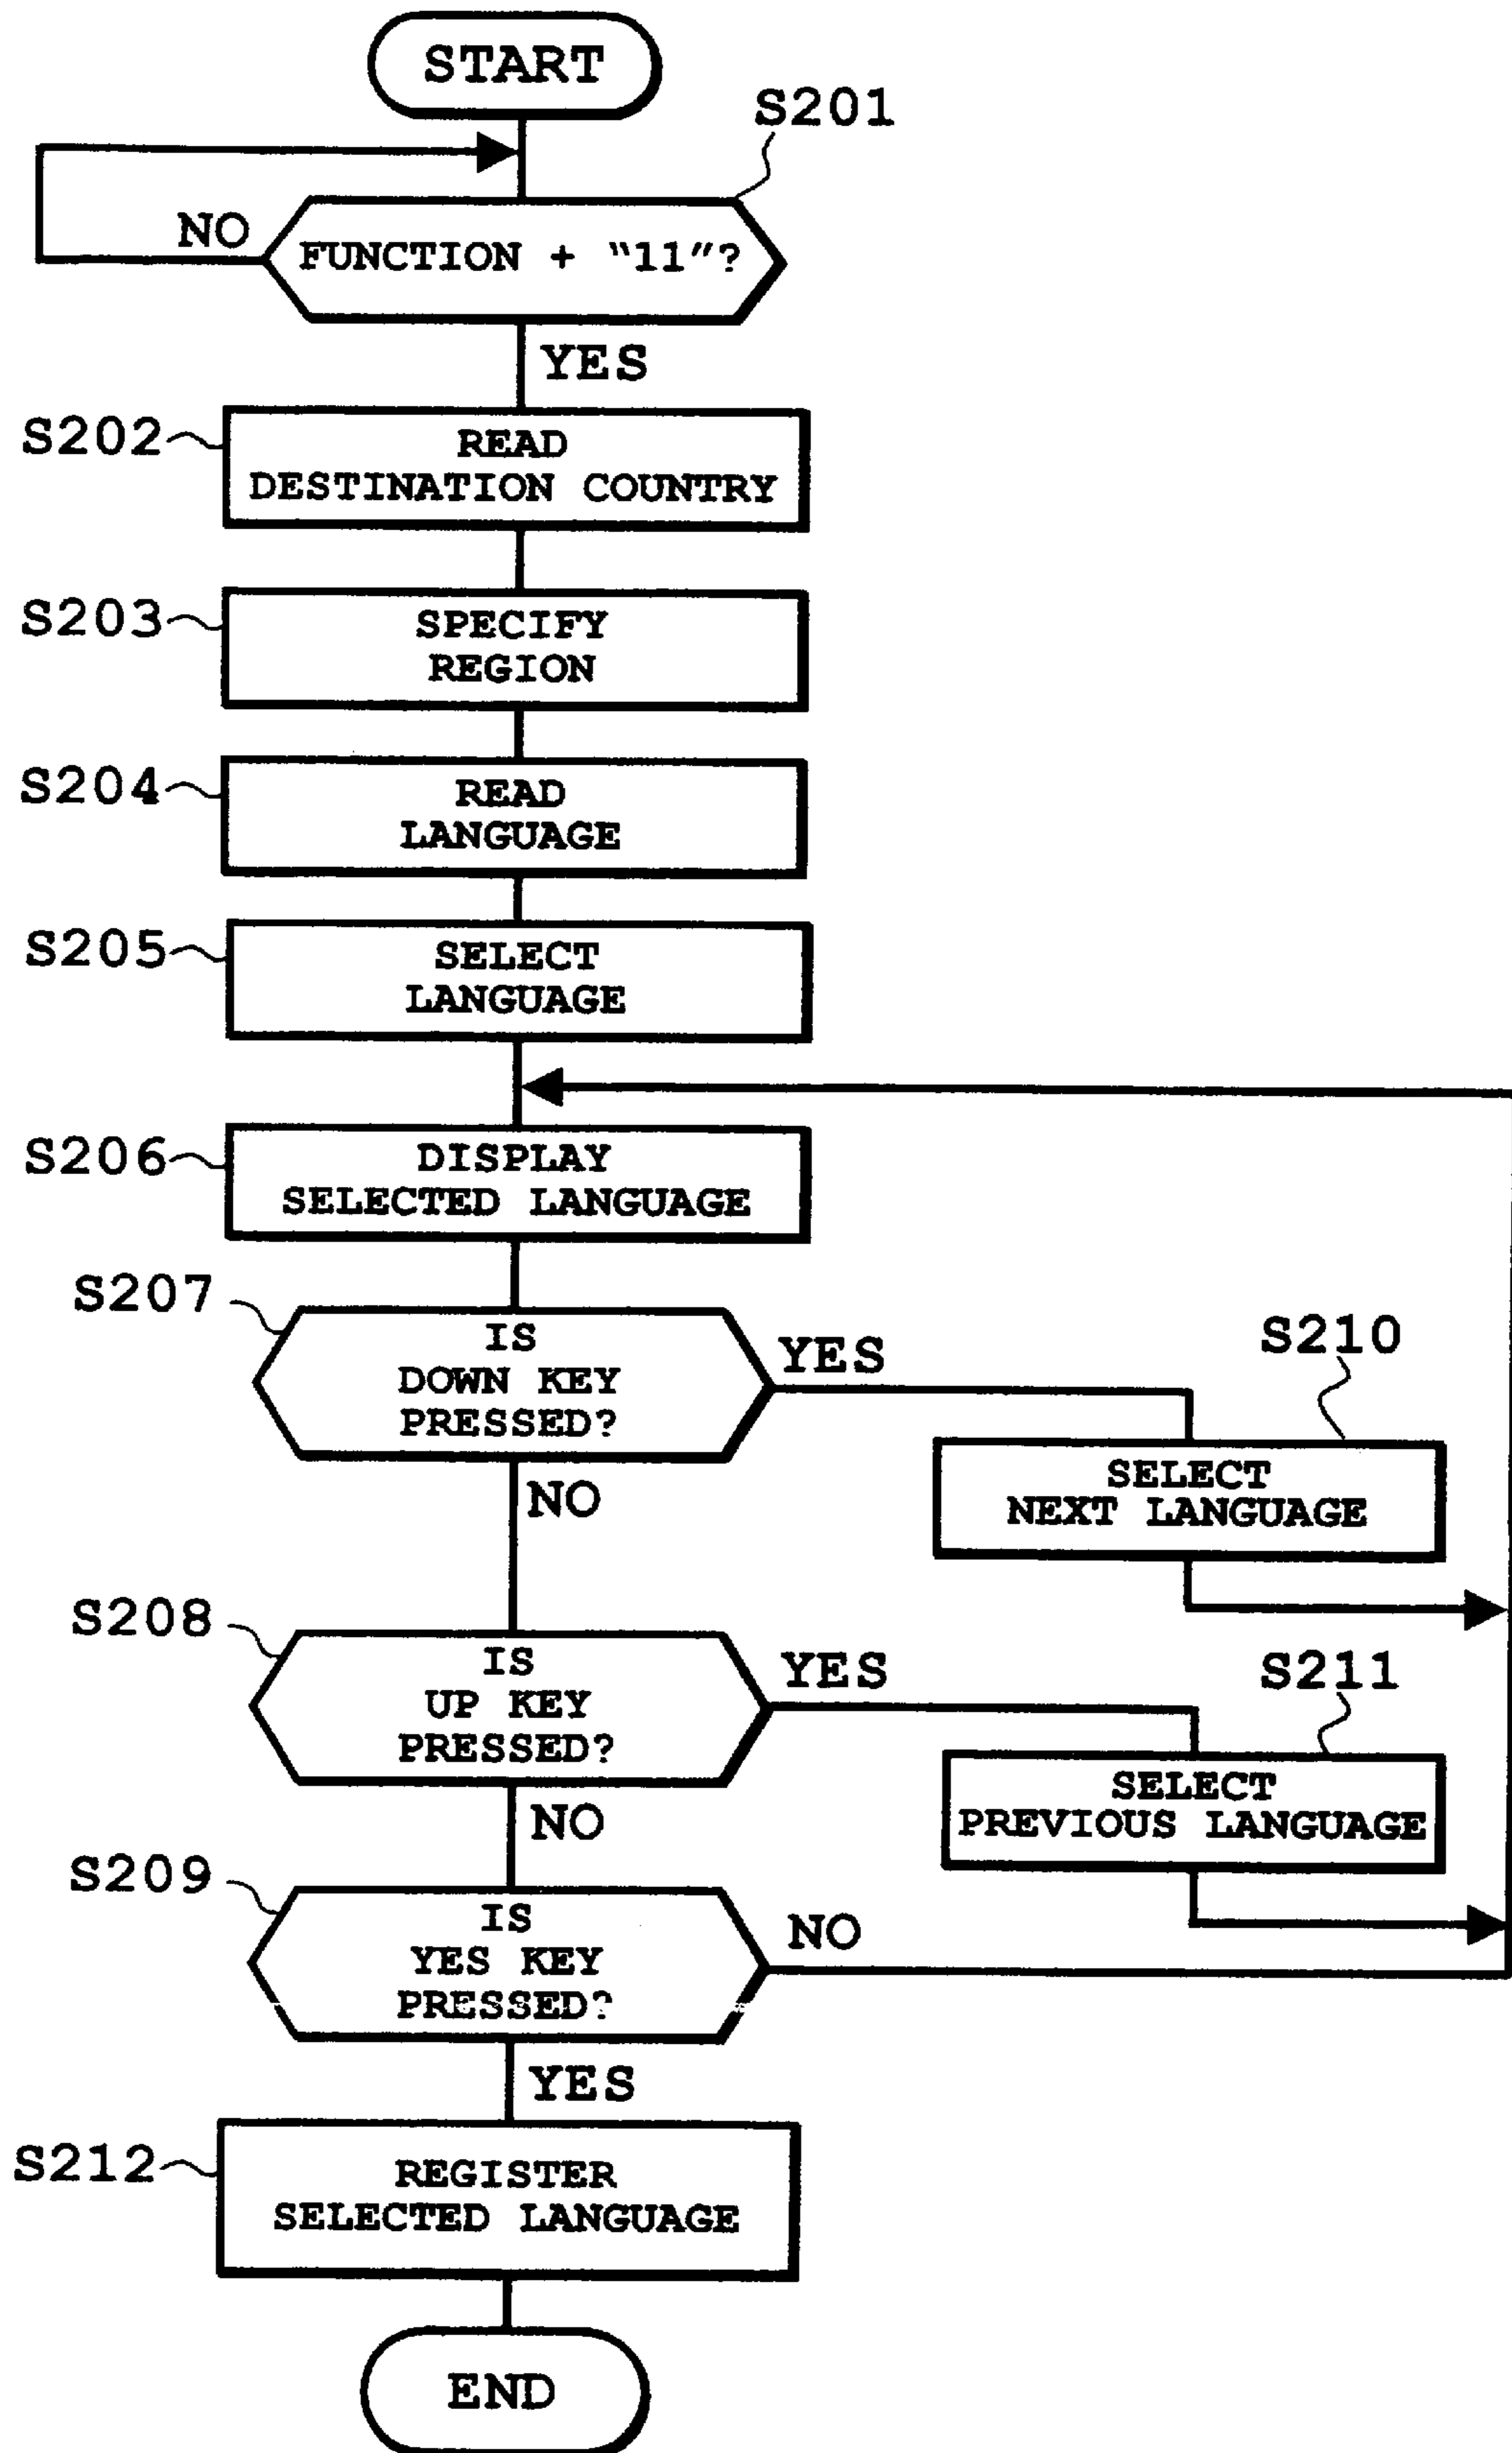 START
S201
NO
FUNCTION + “11”?
YES
S202
READ
DESTINATION COUNTRY
S203
SPECIFY
REGION
S204
READ
LANGUAGE
S205
SELECT
LANGUAGE
S206
DISPLAY
SELECTED LANGUAGE
S207
IS
DOWN KEY
PRESSED?
YES
S210
SELECT
NEXT LANGUAGE
NO
S208
IS
UP KEY
PRESSED?
YES
S211
SELECT
PREVIOUS LANGUAGE
NO
S209
IS
YES KEY
PRESSED?
NO
YES
S212
REGISTER
SELECTED LANGUAGE
END